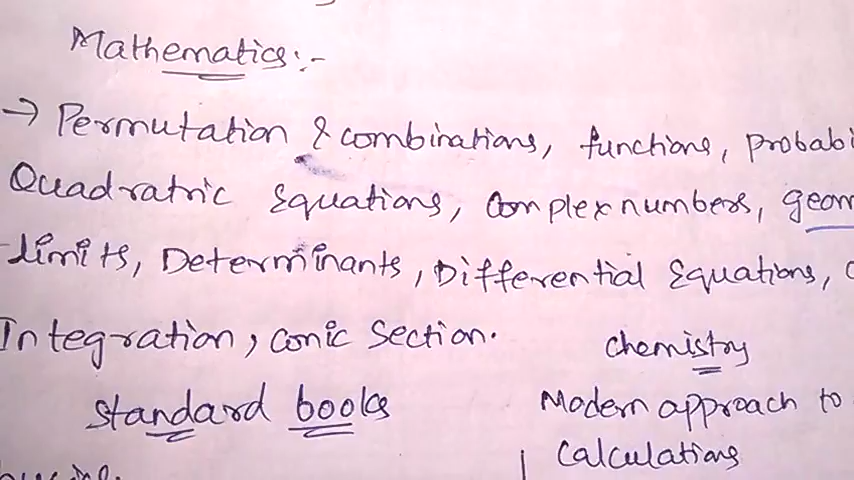 Mathematics:-
→ Permutation & combinations, functions, probabi
Quadratric Equations, Complex numbers, geom
limits, Determinants, Differential Equations,
Integration, conic Section.
Chemistry
standard books
Modern approach to
Calculations